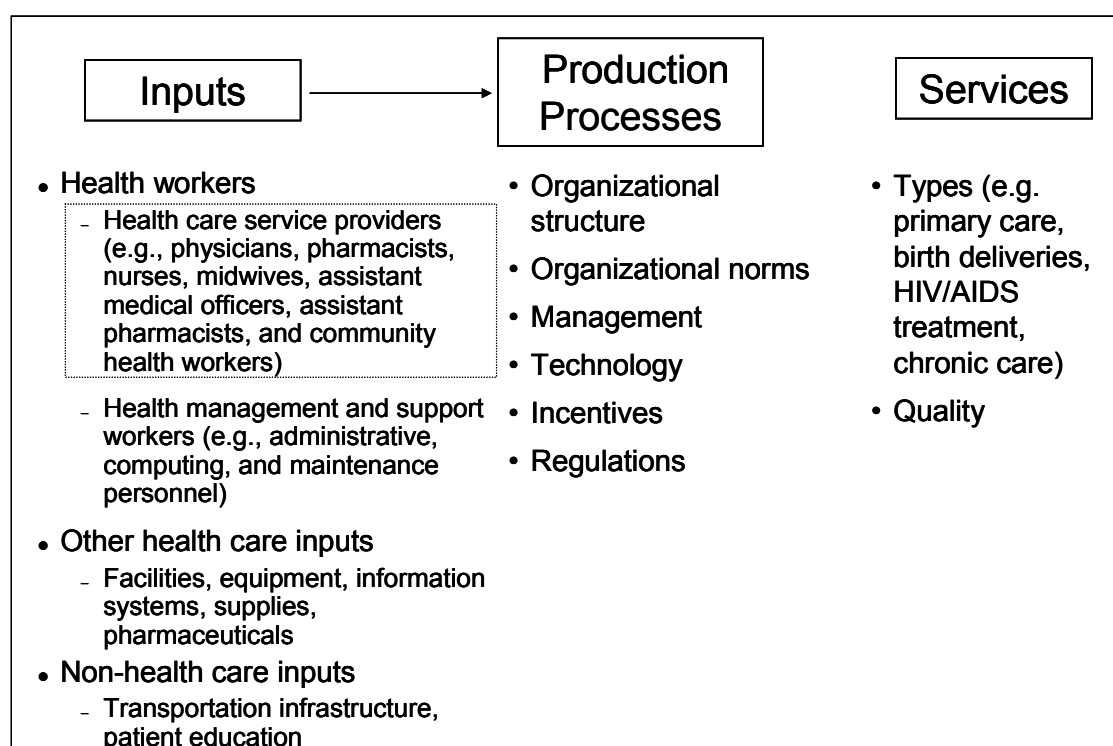 Inputs
Production
Processes
Services
• Health workers
– Health care service providers
(e.g., physicians, pharmacists,
nurses, midwives, assistant
medical officers, assistant
pharmacists, and community
health workers)
– Health management and support
workers (e.g., administrative,
computing, and maintenance
personnel)
• Other health care inputs
– Facilities, equipment, information
systems, supplies,
pharmaceuticals
• Non-health care inputs
– Transportation infrastructure,
patient education
• Organizational
structure
• Organizational norms
• Management
• Technology
• Incentives
• Regulations
• Types (e.g.
primary care,
birth deliveries,
HIV/AIDS
treatment,
chronic care)
• Quality